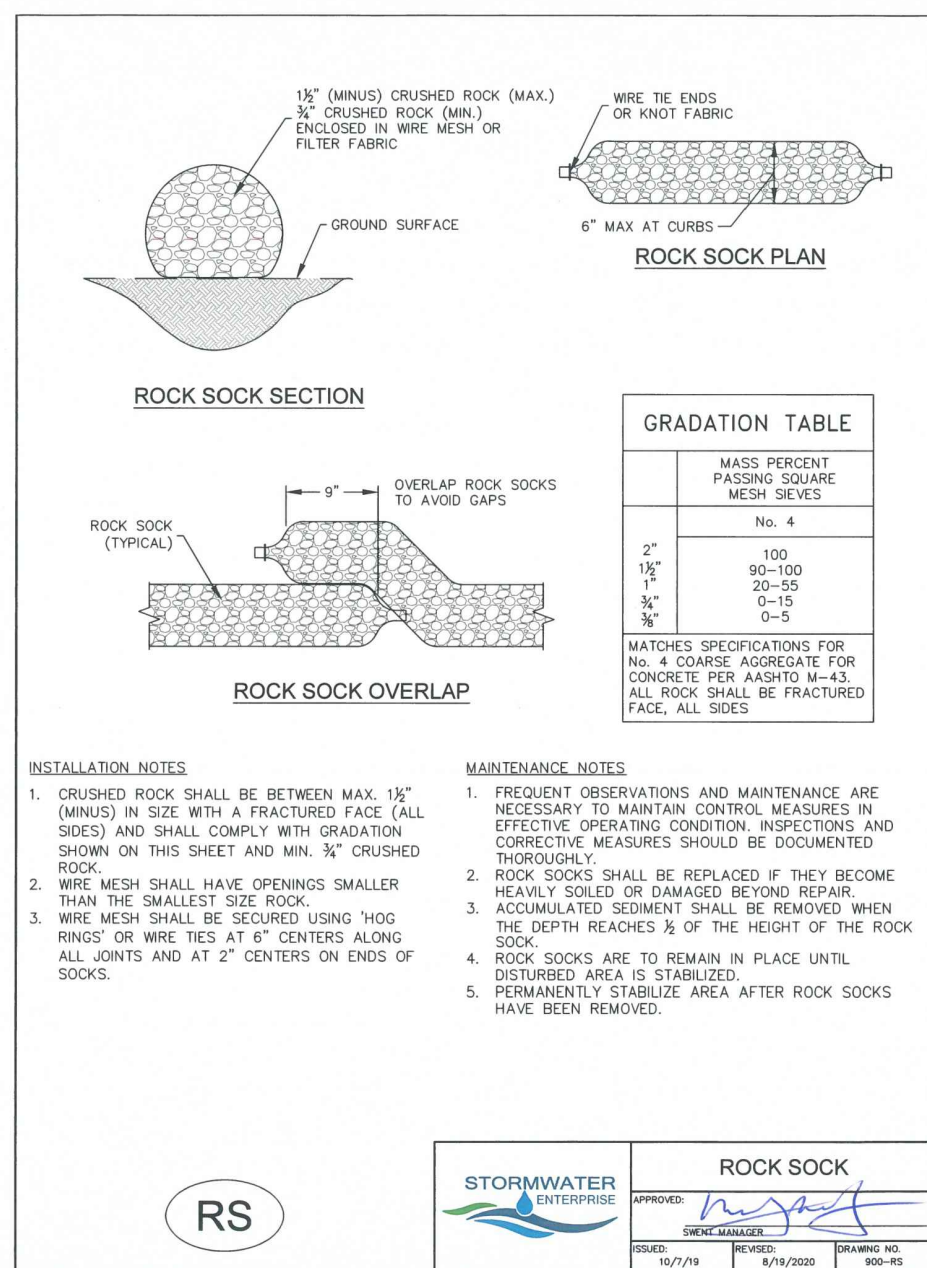 1½" (MINUS) CRUSHED ROCK (MAX.)
¾" CRUSHED ROCK (MIN.)
ENCLOSED IN WIRE MESH OR
FILTER FABRIC
GROUND SURFACE
ROCK SOCK SECTION
WIRE TIE ENDS
OR KNOT FABRIC
6" MAX AT CURBS
ROCK SOCK PLAN
9"
OVERLAP ROCK SOCKS
TO AVOID GAPS
ROCK SOCK
(TYPICAL)
ROCK SOCK OVERLAP
GRADATION TABLE
MASS PERCENT
PASSING SQUARE
MESH SIEVES
No. 4
2" 100
1½" 90-100
1" 20-55
¾" 0-15
⅜" 0-5
MATCHES SPECIFICATIONS FOR
No. 4 COARSE AGGREGATE FOR
CONCRETE PER AASHTO M-43.
ALL ROCK SHALL BE FRACTURED
FACE, ALL SIDES
INSTALLATION NOTES
1. CRUSHED ROCK SHALL BE BETWEEN MAX. 1½"
(MINUS) IN SIZE WITH A FRACTURED FACE (ALL
SIDES) AND SHALL COMPLY WITH GRADATION
SHOWN ON THIS SHEET AND MIN. ¾" CRUSHED
ROCK.
2. WIRE MESH SHALL HAVE OPENINGS SMALLER
THAN THE SMALLEST SIZE ROCK.
3. WIRE MESH SHALL BE SECURED USING 'HOG
RINGS' OR WIRE TIES AT 6" CENTERS ALONG
ALL JOINTS AND AT 2" CENTERS ON ENDS OF
SOCKS.
MAINTENANCE NOTES
1. FREQUENT OBSERVATIONS AND MAINTENANCE ARE
NECESSARY TO MAINTAIN CONTROL MEASURES IN
EFFECTIVE OPERATING CONDITION. INSPECTIONS AND
CORRECTIVE MEASURES SHOULD BE DOCUMENTED
THOROUGHLY.
2. ROCK SOCKS SHALL BE REPLACED IF THEY BECOME
HEAVILY SOILED OR DAMAGED BEYOND REPAIR.
3. ACCUMULATED SEDIMENT SHALL BE REMOVED WHEN
THE DEPTH REACHES ½ OF THE HEIGHT OF THE ROCK
SOCK.
4. ROCK SOCKS ARE TO REMAIN IN PLACE UNTIL
DISTURBED AREA IS STABILIZED.
5. PERMANENTLY STABILIZE AREA AFTER ROCK SOCKS
HAVE BEEN REMOVED.
RS
STORMWATER
ENTERPRISE
ROCK SOCK
APPROVED:
SWENT MANAGER
ISSUED: 10/7/19
REVISED: 8/19/2020
DRAWING NO. 900-RS